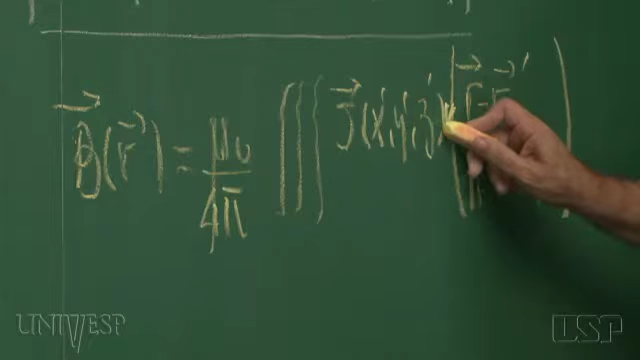 B⃗(r⃗) = μ₀/4π ∫∫∫ J⃗(x',y',z') | r⃗-r⃗'
UNIVESP USP